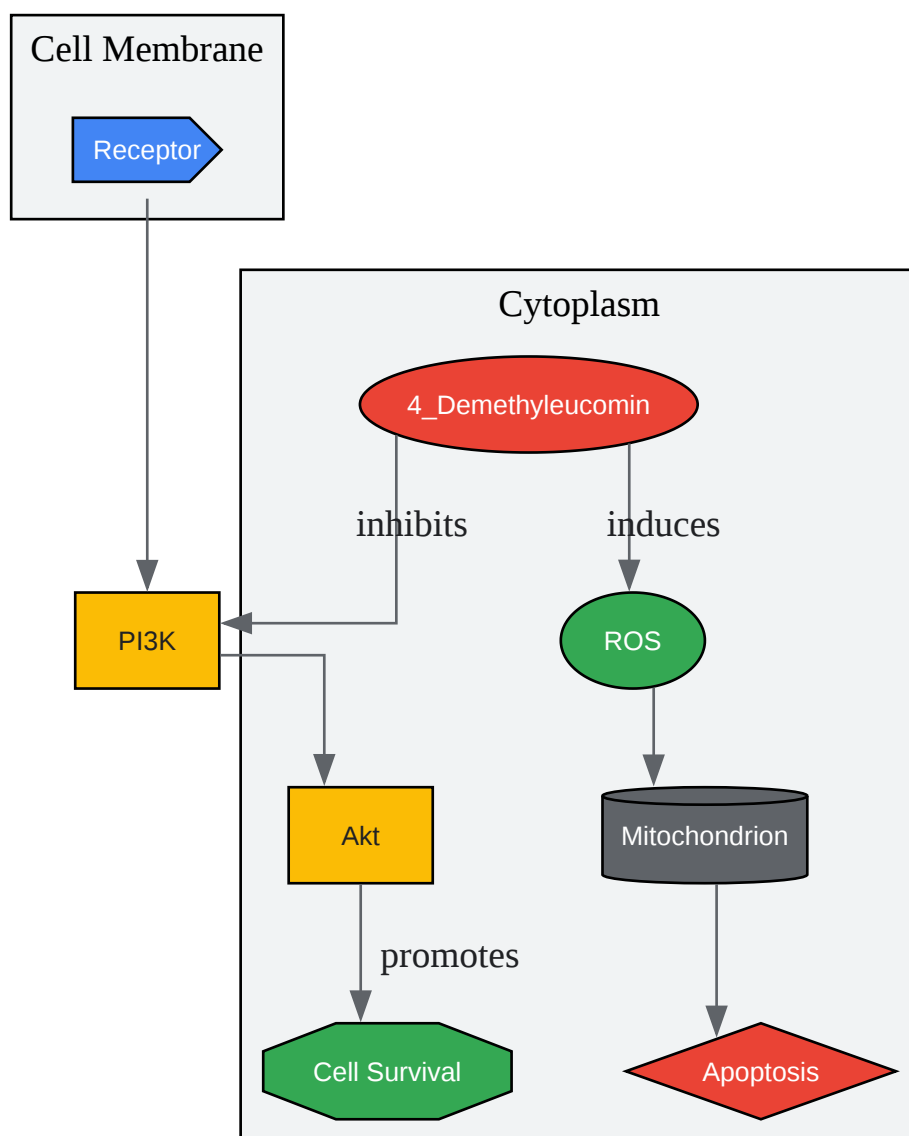 Cell Membrane
Receptor
Cytoplasm
4_Demethyleucomin
inhibits
induces
PI3K
ROS
Akt
Mitochondrion
promotes
Cell Survival
Apoptosis